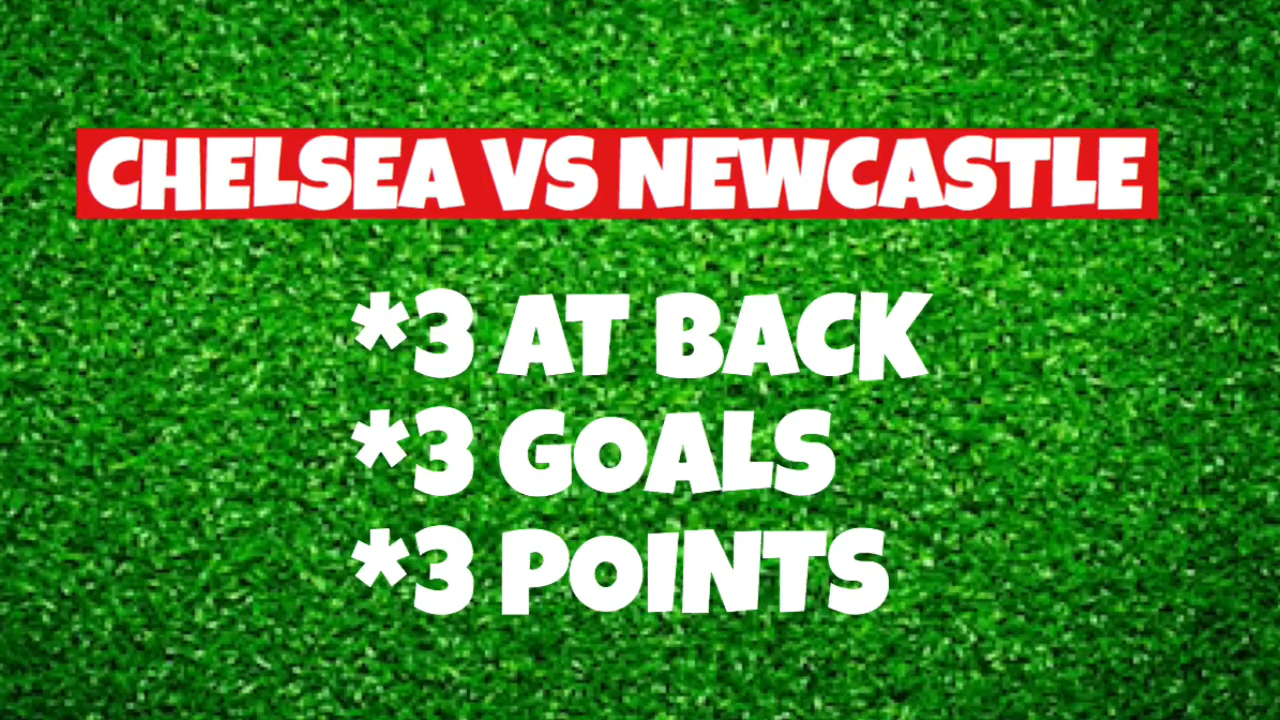 CHELSEA VS NEWCASTLE
*3 AT BACK
*3 GOALS
*3 POINTS